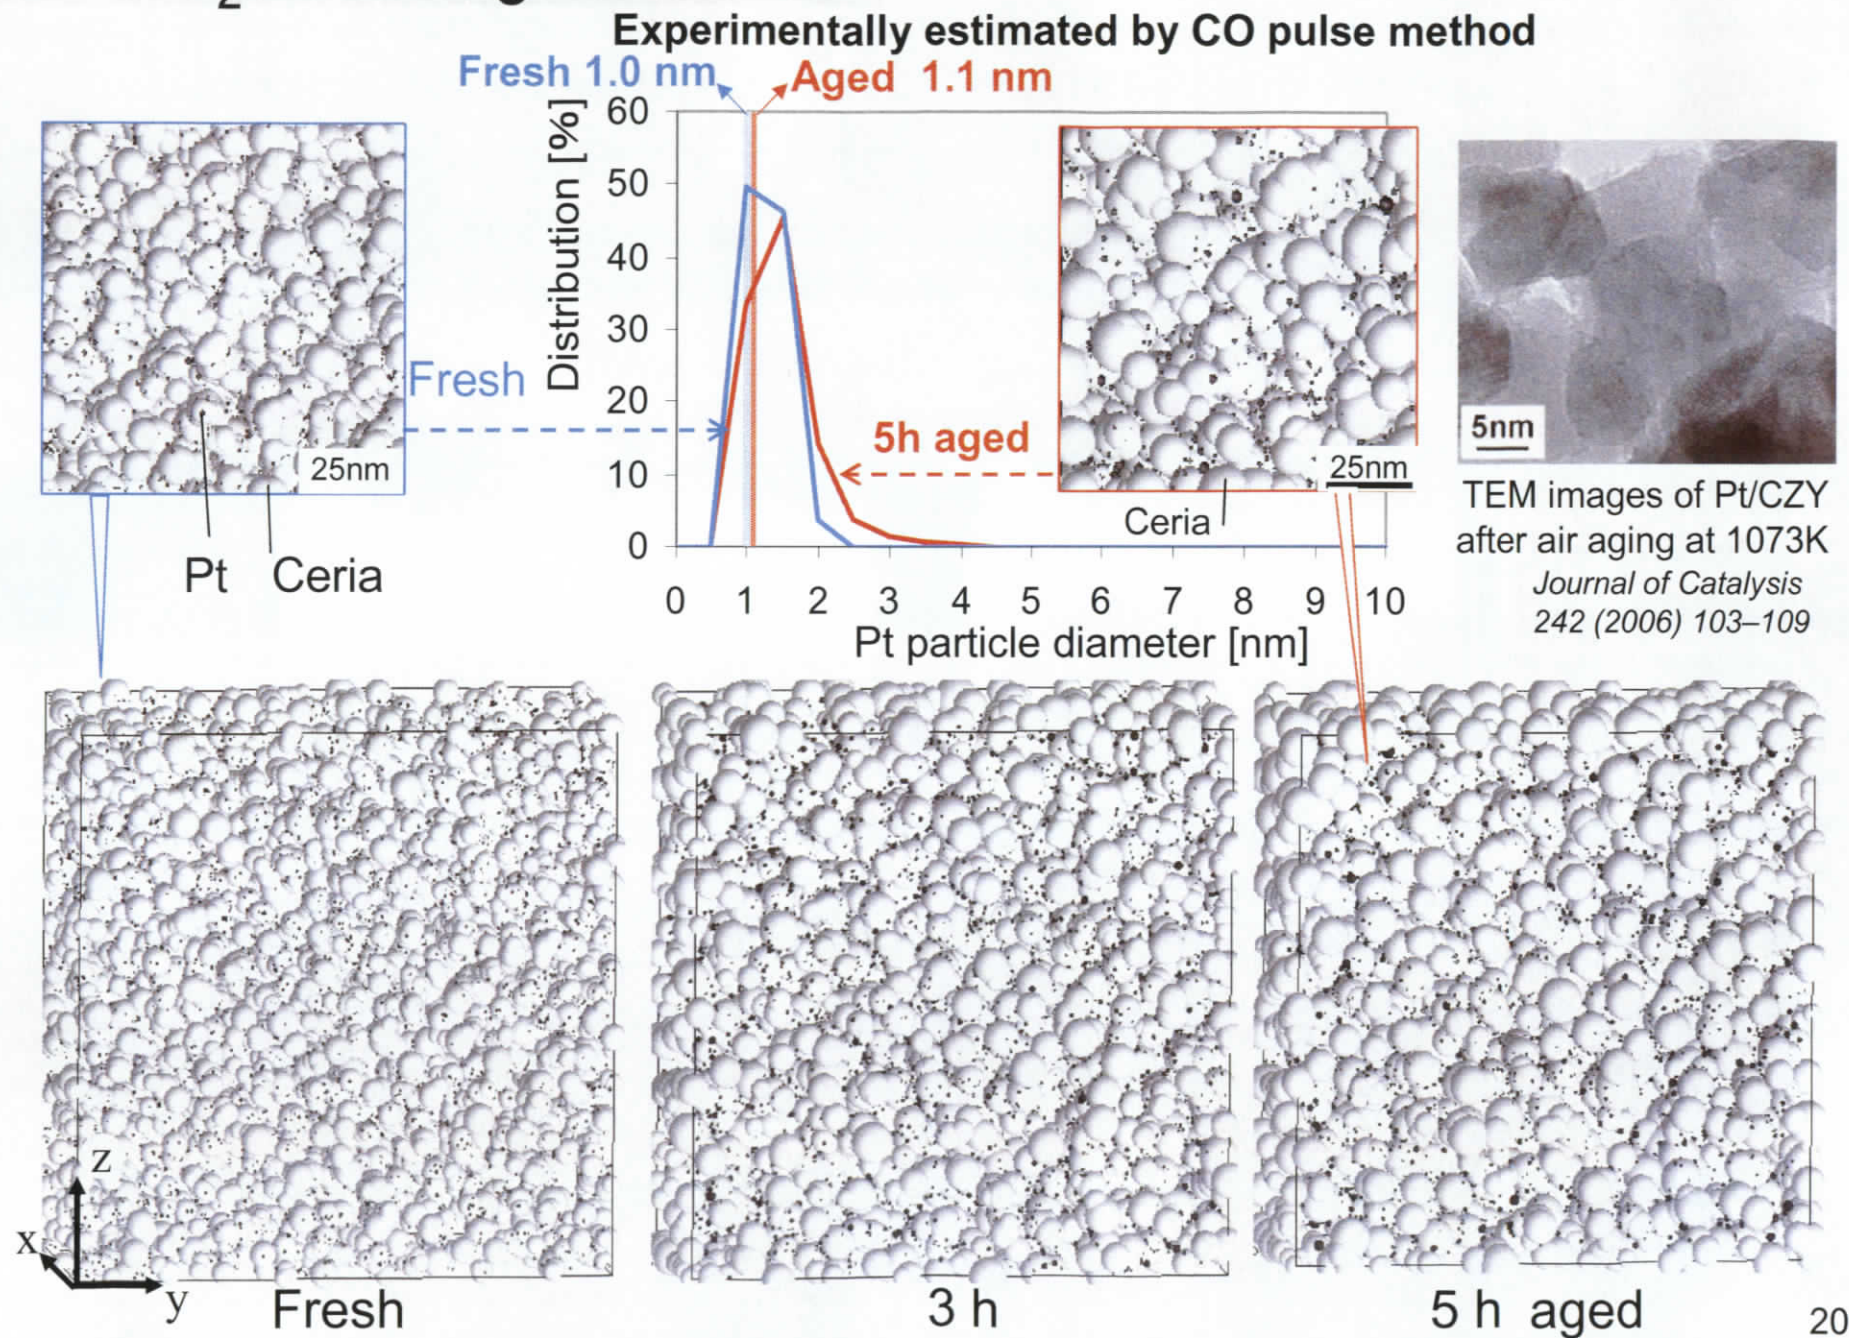 2
Experimentally estimated by CO pulse method
Fresh 1.0 nm
Aged 1.1 nm
Distribution [%]
60
50
40
30
20
10
0
0 1 2 3 4 5 6 7 8 9 10
Pt particle diameter [nm]
Fresh
5h aged
25nm
Pt Ceria
25nm
Ceria
5nm
TEM images of Pt/CZY
after air aging at 1073K
Journal of Catalysis
242 (2006) 103–109
z
x
y
Fresh
3 h
5 h aged
20